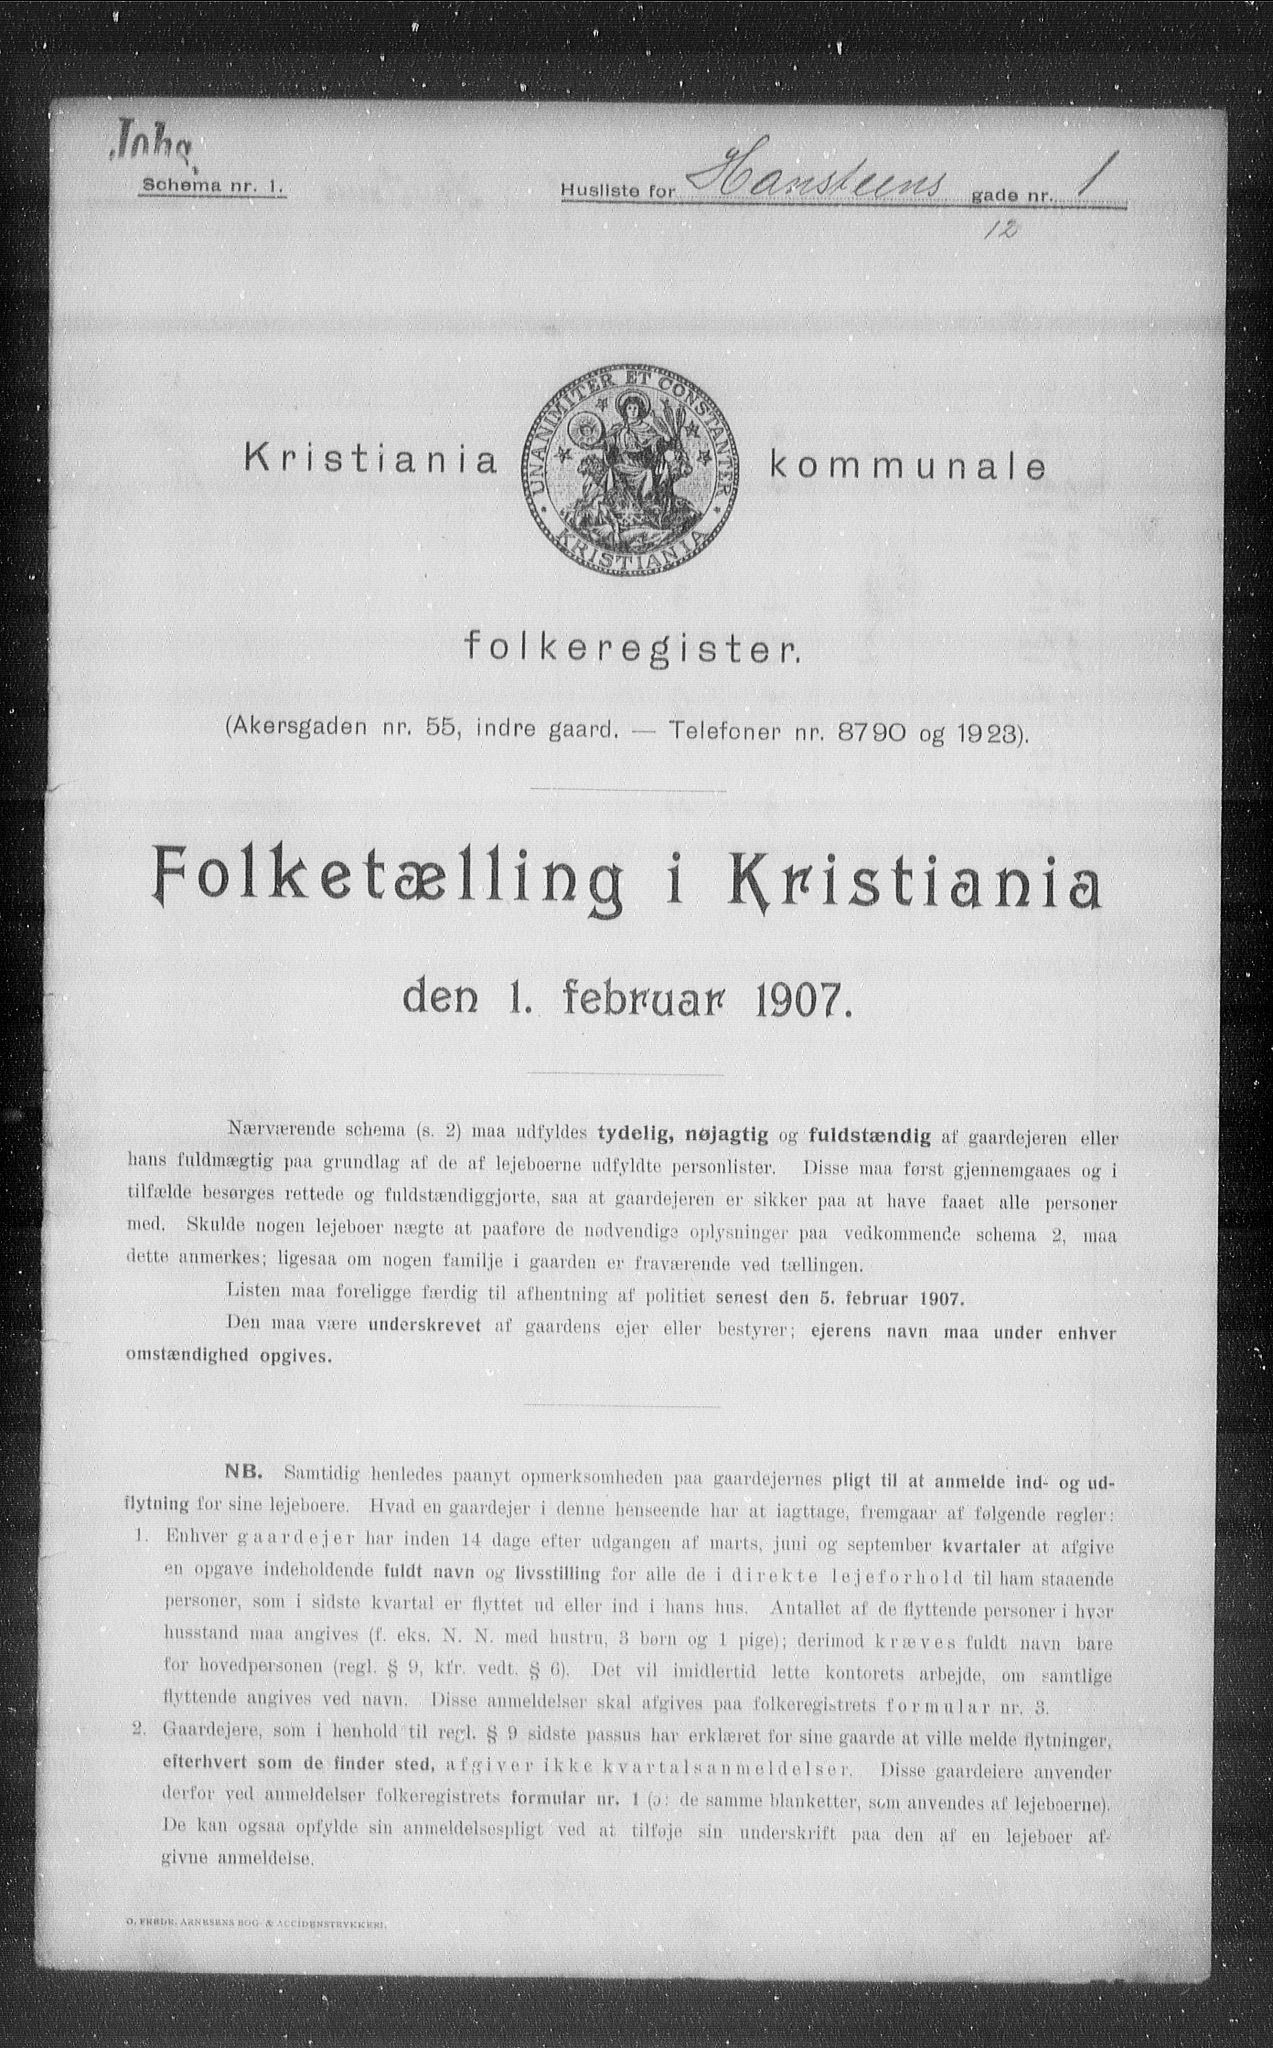 Joha.
Schema nr. 1.
Husliste for Hansteens gade nr. 1
12
UNANIMITER ET CONSTANTER
KRISTIANIA
Kristiania kommunale
folkeregister.
(Akersgaden nr. 55, indre gaard. — Telefoner nr. 8790 og 1923).
Folketælling i Kristiania
den 1. februar 1907.
Nærværende schema (s. 2) maa udfyldes tydelig, nøjagtig og fuldstændig af gaardejeren eller
hans fuldmægtig paa grundlag af de af lejeboerne udfyldte personlister. Disse maa først gjennemgaaes og i
tilfælde besørges rettede og fuldstændiggjorte, saa at gaardejeren er sikker paa at have faaet alle personer
med. Skulde nogen lejeboer nægte at paaføre de nødvendige oplysninger paa vedkommende schema 2, maa
dette anmerkes; ligesaa om nogen familje i gaarden er fraværende ved tællingen.
Listen maa foreligge færdig til afhentning af politiet senest den 5. februar 1907.
Den maa være underskrevet af gaardens ejer eller bestyrer; ejerens navn maa under enhver
omstændighed opgives.
NB. Samtidig henledes paanyt opmerksomheden paa gaardejernes pligt til at anmelde ind- og ud-
flytning for sine lejeboere. Hvad en gaardejer i denne henseende har at iagttage, fremgaar af følgende regler:
1. Enhver gaardejer har inden 14 dage efter udgangen af marts, juni og september kvartaler at afgive
en opgave indeholdende fuldt navn og livsstilling for alle de i direkte lejeforhold til ham staaende
personer, som i sidste kvartal er flyttet ud eller ind i hans hus. Antallet af de flyttende personer i hver
husstand maa angives (f. eks. N. N. med hustru, 3 børn og 1 pige); derimod kræves fuldt navn bare
for hovedpersonen (regl. § 9, kfr. vedt. § 6). Det vil imidlertid lette kontorets arbejde, om samtlige
flyttende angives ved navn. Disse anmeldelser skal afgives paa folkeregistrets formular nr. 3.
2. Gaardejere, som i henhold til regl. § 9 sidste passus har erklæret for sine gaarde at ville melde flytninger,
efterhvert som de finder sted, afgiver ikke kvartalsanmeldelser. Disse gaardeiere anvender
derfor ved anmeldelser folkeregistrets formular nr. 1 (ɔ: de samme blanketter, som anvendes af lejeboerne).
De kan ogsaa opfylde sin anmeldelsespligt ved at tilføje sin underskrift paa den af en lejeboer af-
givne anmeldelse.
O. FREDR. ARNESENS BOG- & ACCIDENSTRYKKERI.